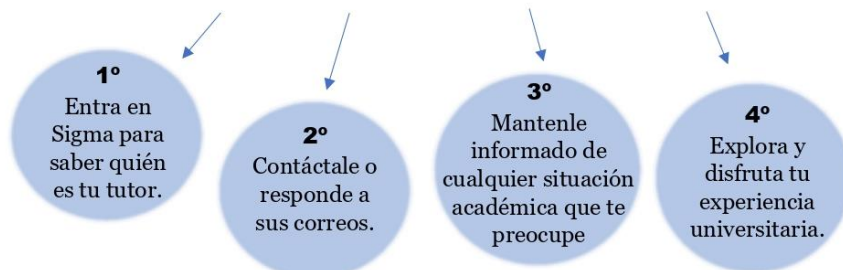 1º
Entra en
Sigma para
saber quién
es tu tutor.
2º
Contáctale o
responde a
sus correos.
3º
Mantenle
informado de
cualquier situación
académica que te
preocupe
4º
Explora y
disfruta tu
experiencia
universitaria.